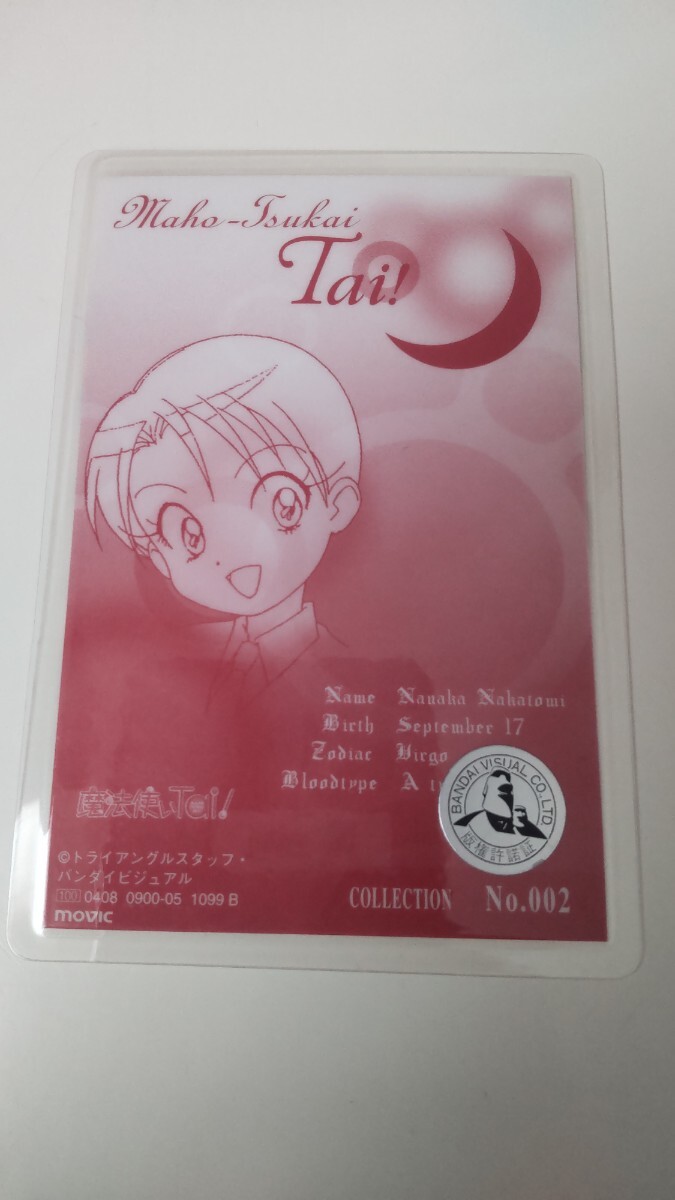 Maho-Tsukai
Tai!
Name Nanaka Nakatomi
Birth September 17
Zodiac Virgo
Bloodtype A
BANDAI VISUAL CO.,LTD.
版権許諾証
魔法使いTai!
©トライアングルスタッフ・
バンダイビジュアル
100 0408 0900-05 1099 B
movic
COLLECTION No.002